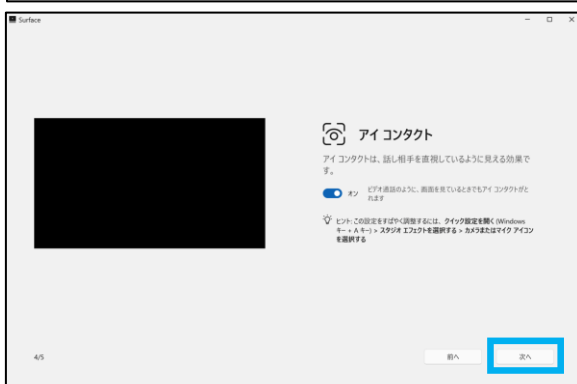 Surface
アイ コンタクト
アイ コンタクトは、話し相手を直視しているように見える効果で
す。
オン
ビデオ通話のように、画面を見ているときでもアイ コンタクトがと
れます
ヒント: この設定をすばやく調整するには、クイック設定を開く (Windows
キー + A キー) > スタジオ エフェクトを選択する > カメラまたはマイク アイコン
を選択する
4/5
前へ
次へ